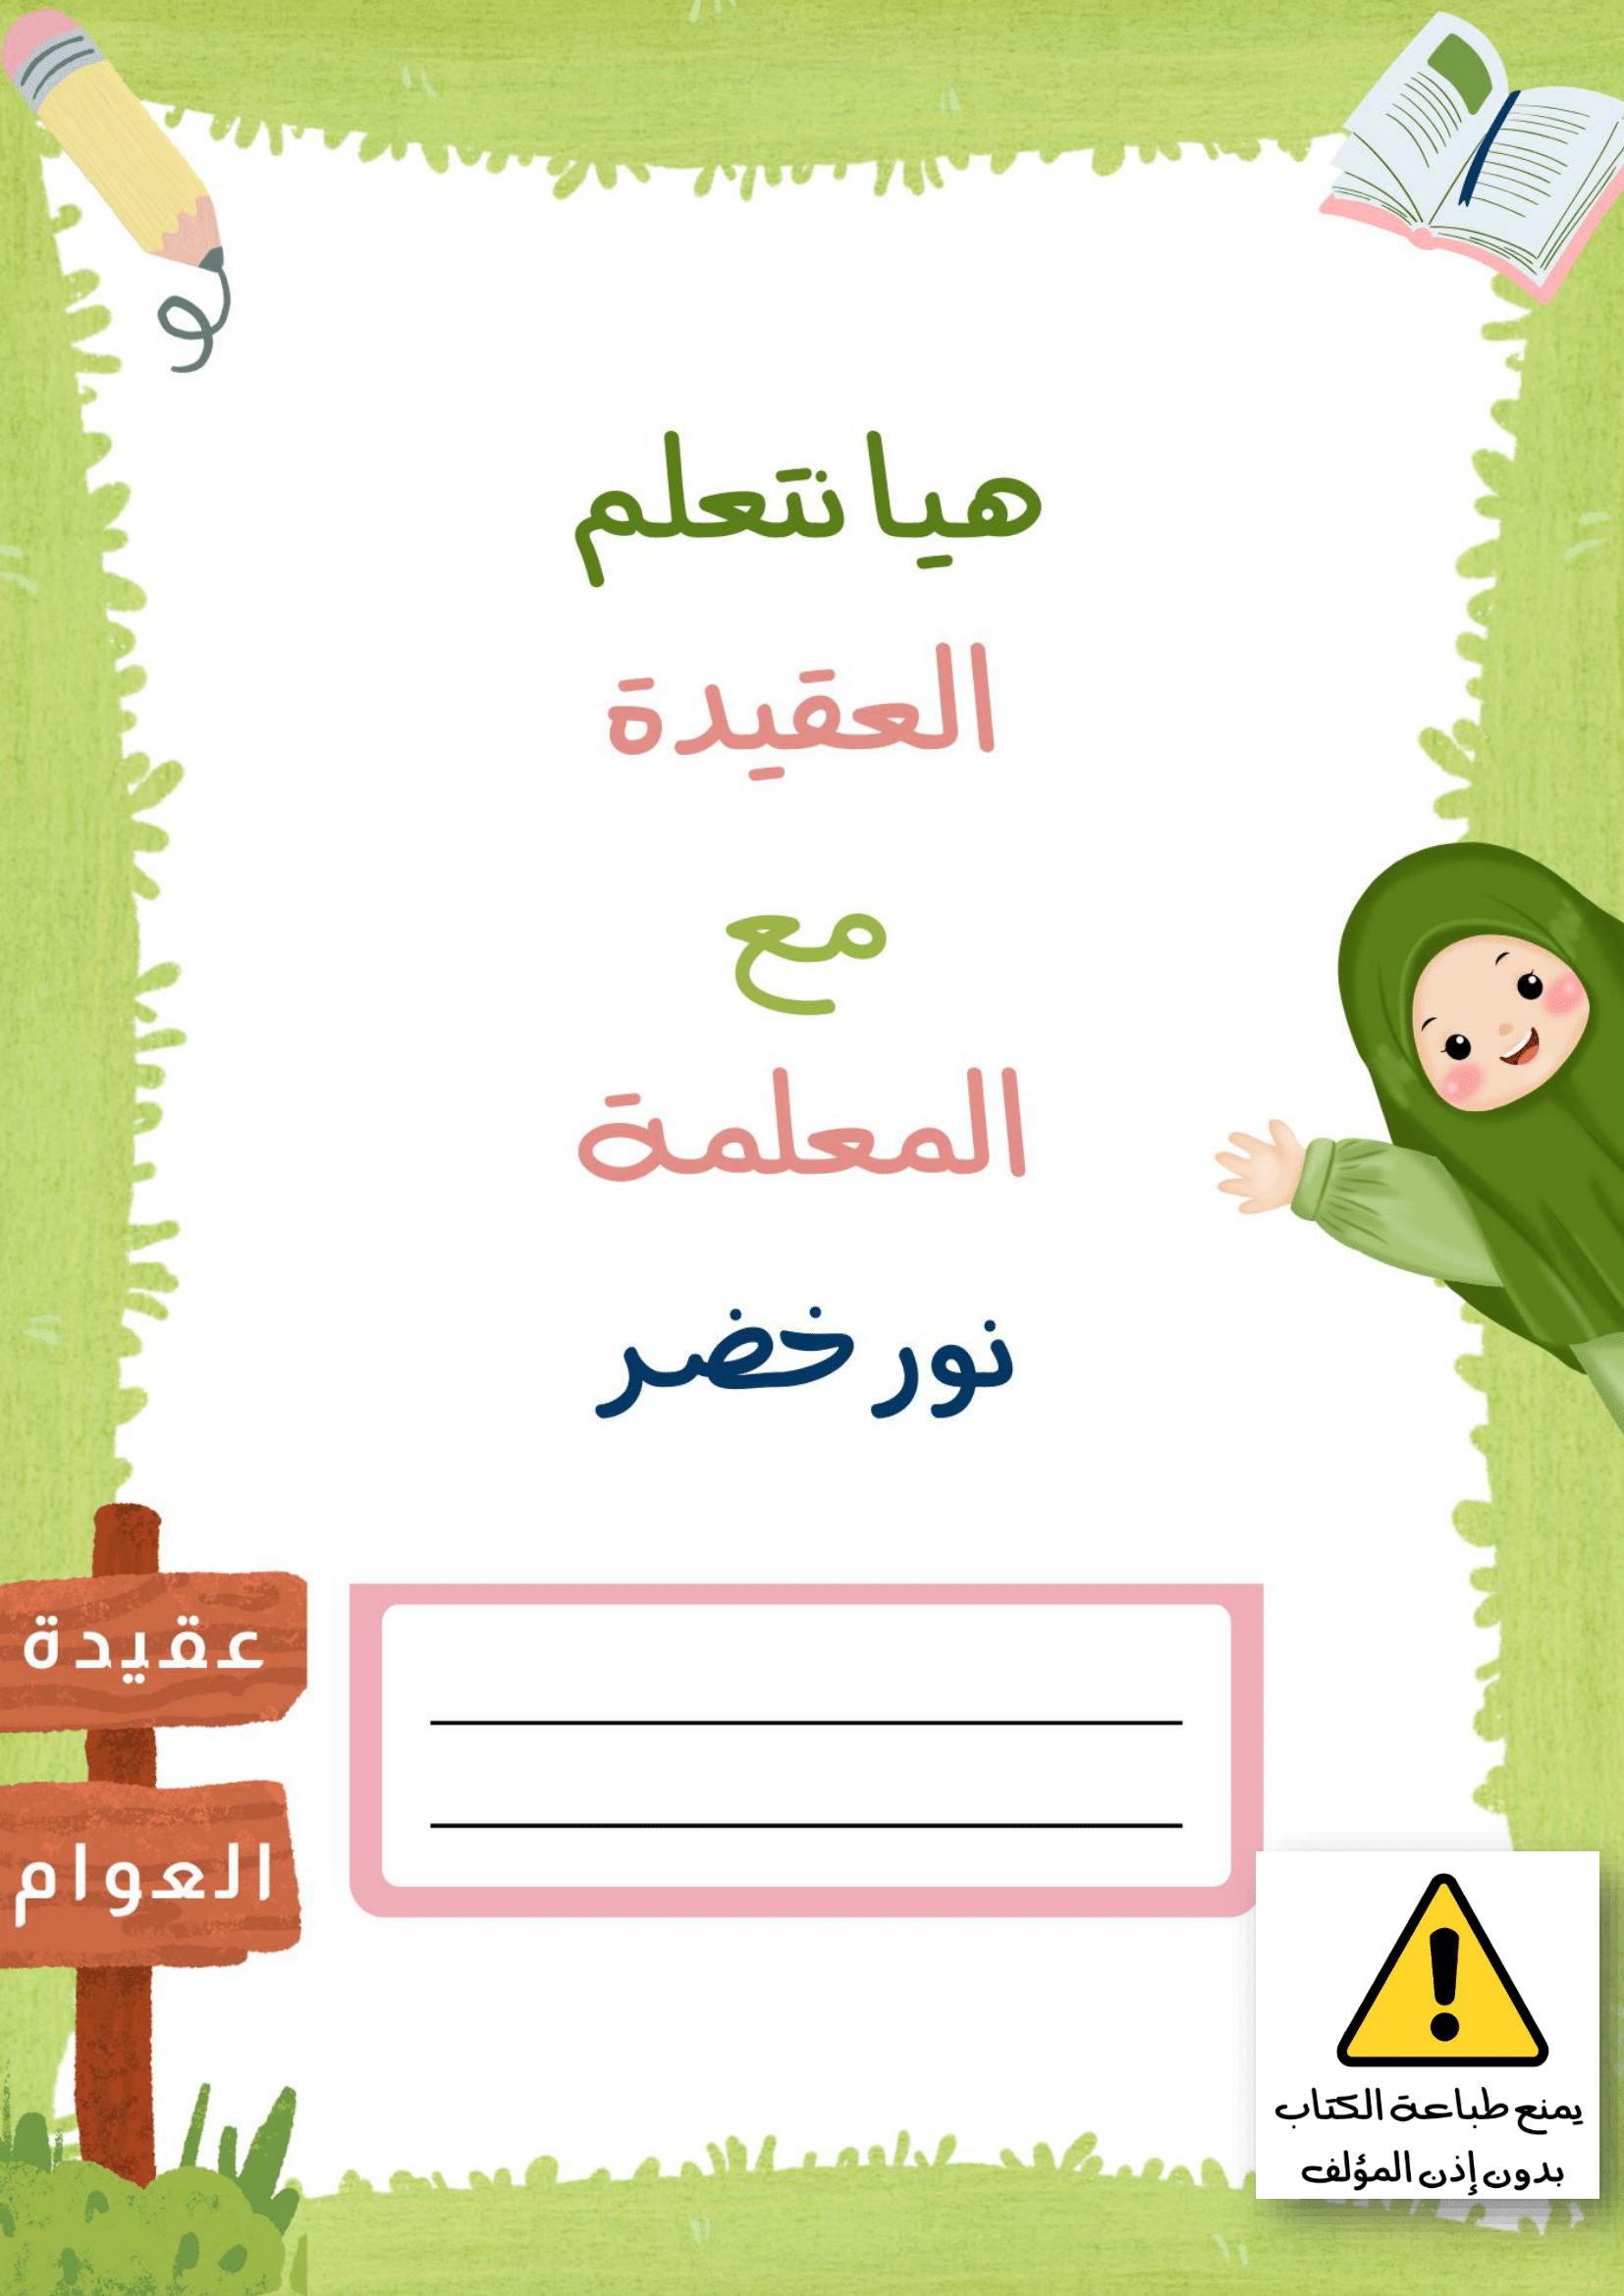 هيا نتعلم
العقيدة
مع
المعلمة
نور خضر
عقيدة
العوام
يمنع طباعة الكتاب
بدون إذن المؤلف